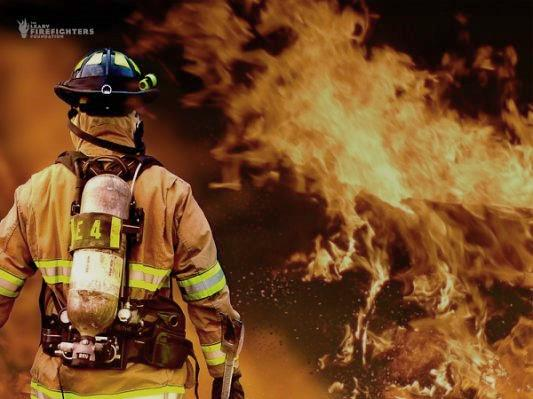 THE
LEARY
FIREFIGHTERS
FOUNDATION
E 4